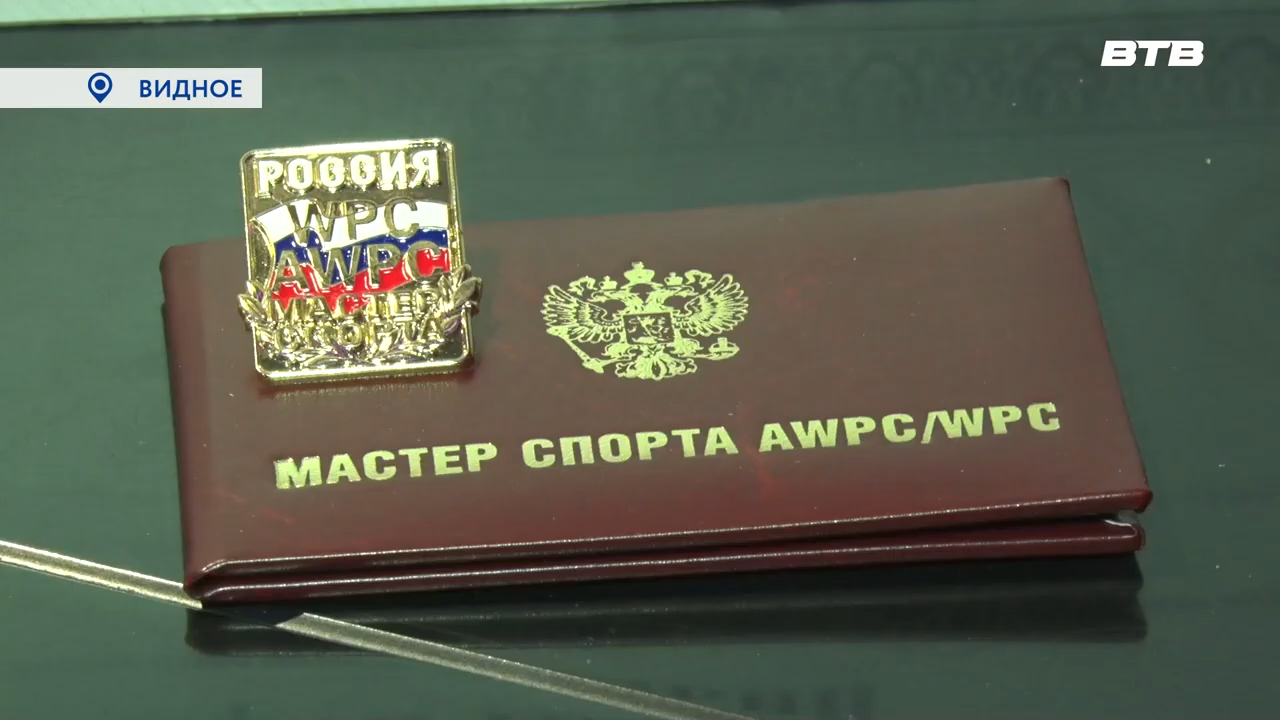 ВТВ
ВИДНОЕ
РОССИЯ
WPC
AWPC
МАСТЕР
СПОРТА
МАСТЕР СПОРТА AWPC/WPC